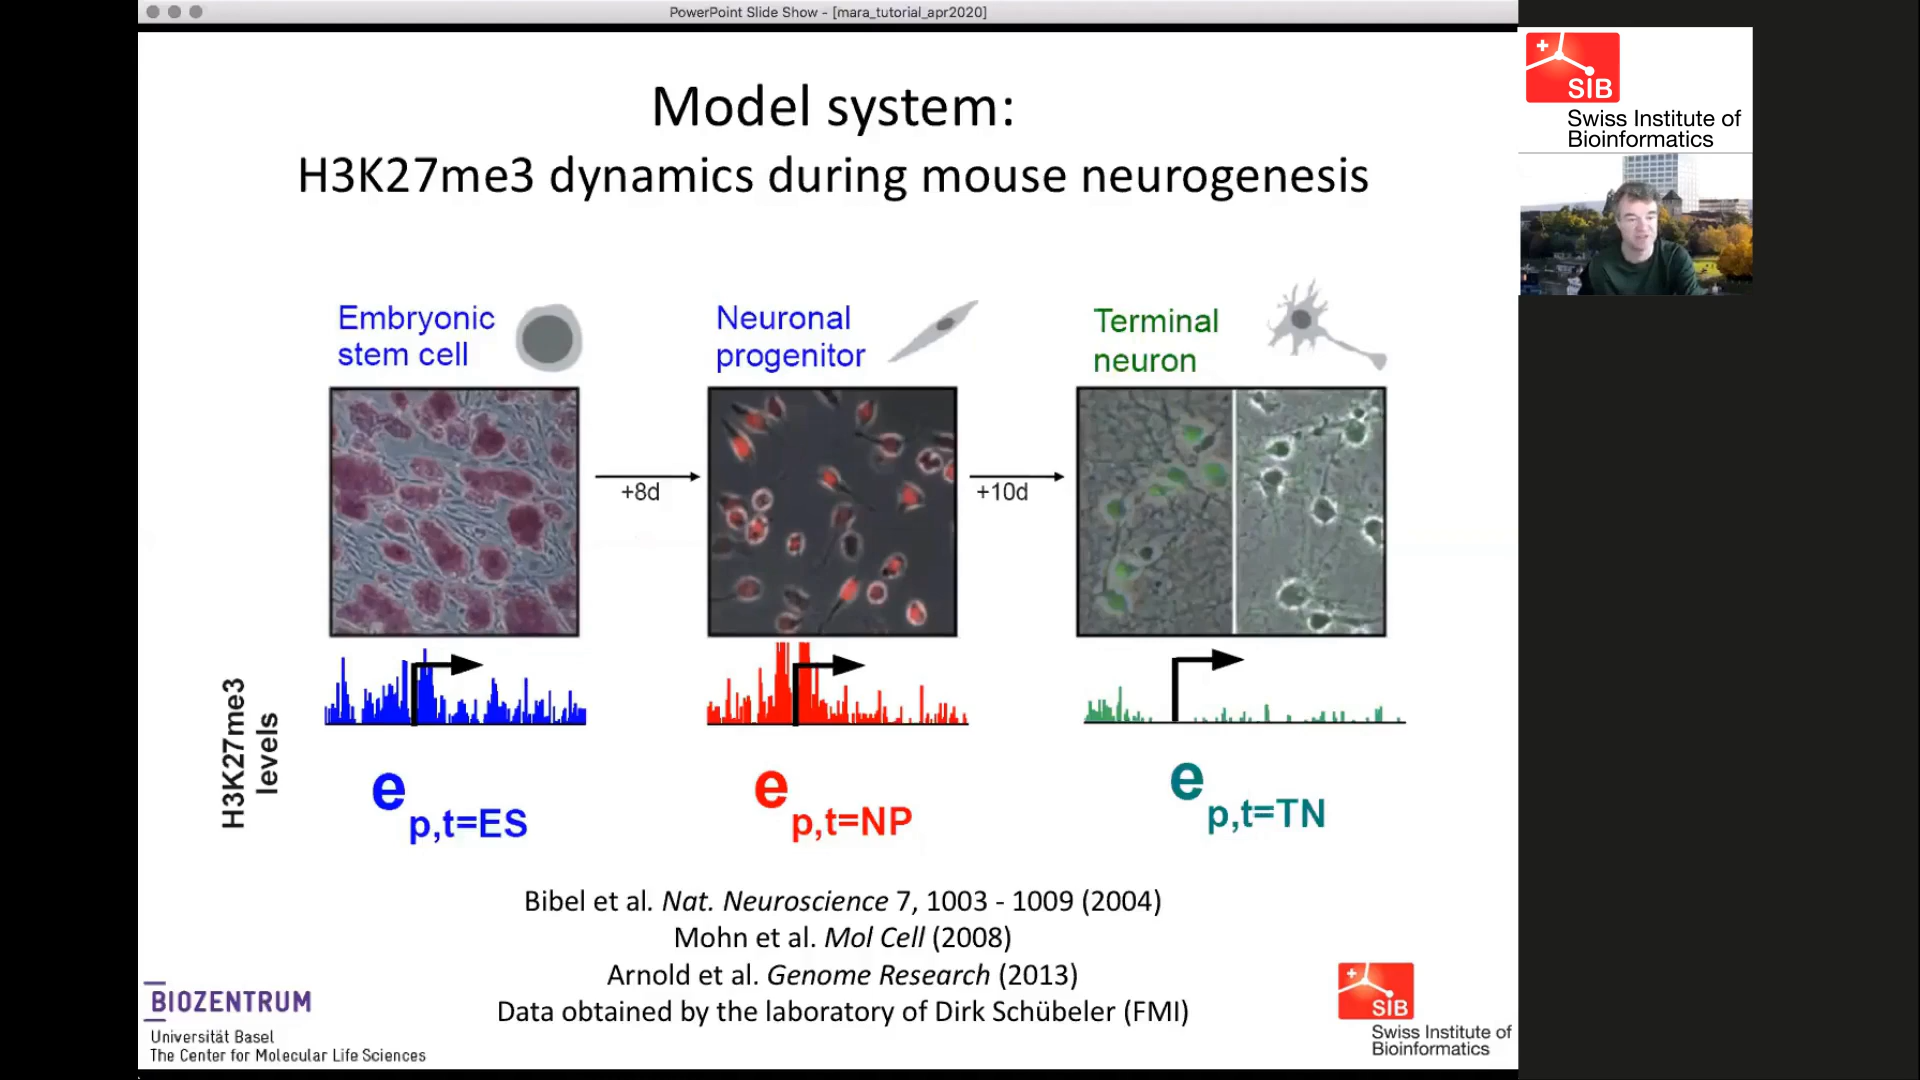 PowerPoint Slide Show - [mara_tutorial_apr2020]
SIB
Swiss Institute of
Bioinformatics
Model system:
H3K27me3 dynamics during mouse neurogenesis
Embryonic
stem cell
Neuronal
progenitor
Terminal
neuron
+8d
+10d
H3K27me3
levels
e p,t=ES
e p,t=NP
e p,t=TN
Bibel et al. Nat. Neuroscience 7, 1003 - 1009 (2004)
Mohn et al. Mol Cell (2008)
Arnold et al. Genome Research (2013)
Data obtained by the laboratory of Dirk Schübeler (FMI)
BIOZENTRUM
Universität Basel
The Center for Molecular Life Sciences
SIB
Swiss Institute of
Bioinformatics